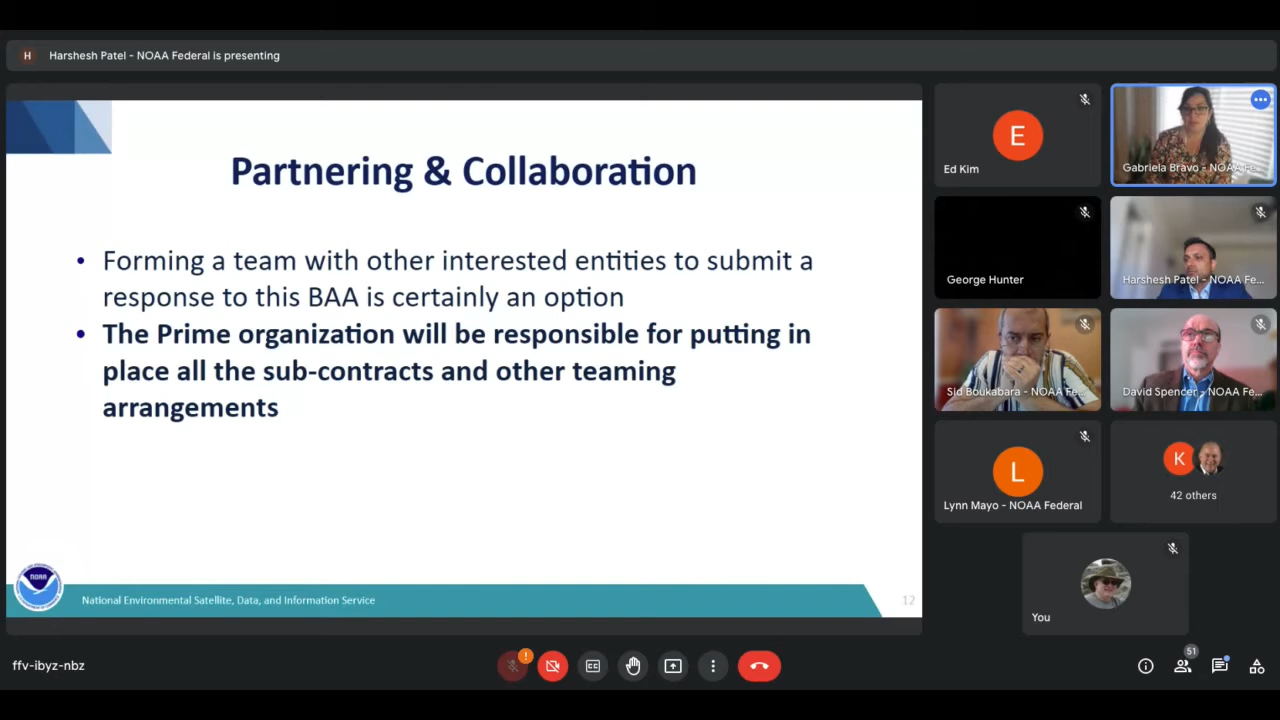 H Harshesh Patel - NOAA Federal is presenting
Partnering & Collaboration
• Forming a team with other interested entities to submit a
response to this BAA is certainly an option
• The Prime organization will be responsible for putting in
place all the sub-contracts and other teaming
arrangements
NOAA
National Environmental Satellite, Data, and Information Service
12
E
Ed Kim
Gabriela Bravo - NOAA Fe...
George Hunter
Harshesh Patel - NOAA Fe...
Sid Boukabara - NOAA Fe...
David Spencer - NOAA Fe...
L
Lynn Mayo - NOAA Federal
K
42 others
You
ffv-ibyz-nbz
!
CC
51